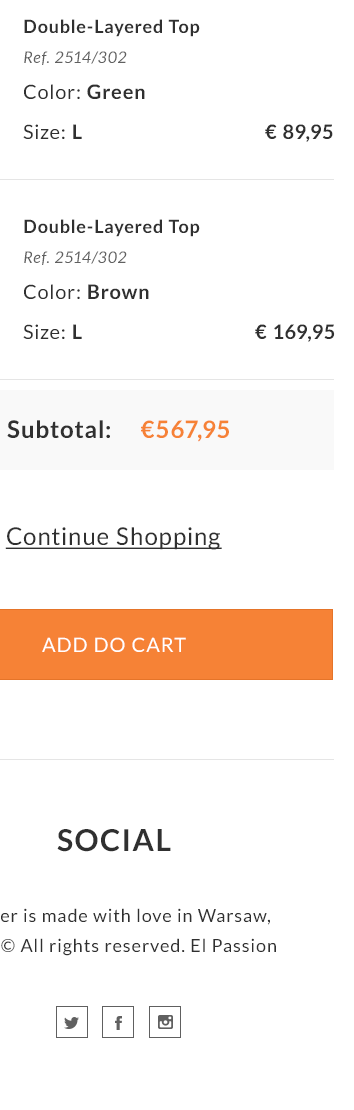 Double-Layered Top
Ref. 2514/302
Color: Green
Size: L € 89,95
Double-Layered Top
Ref. 2514/302
Color: Brown
Size: L € 169,95
Subtotal: €567,95
Continue Shopping
ADD DO CART
SOCIAL
er is made with love in Warsaw,
© All rights reserved. El Passion